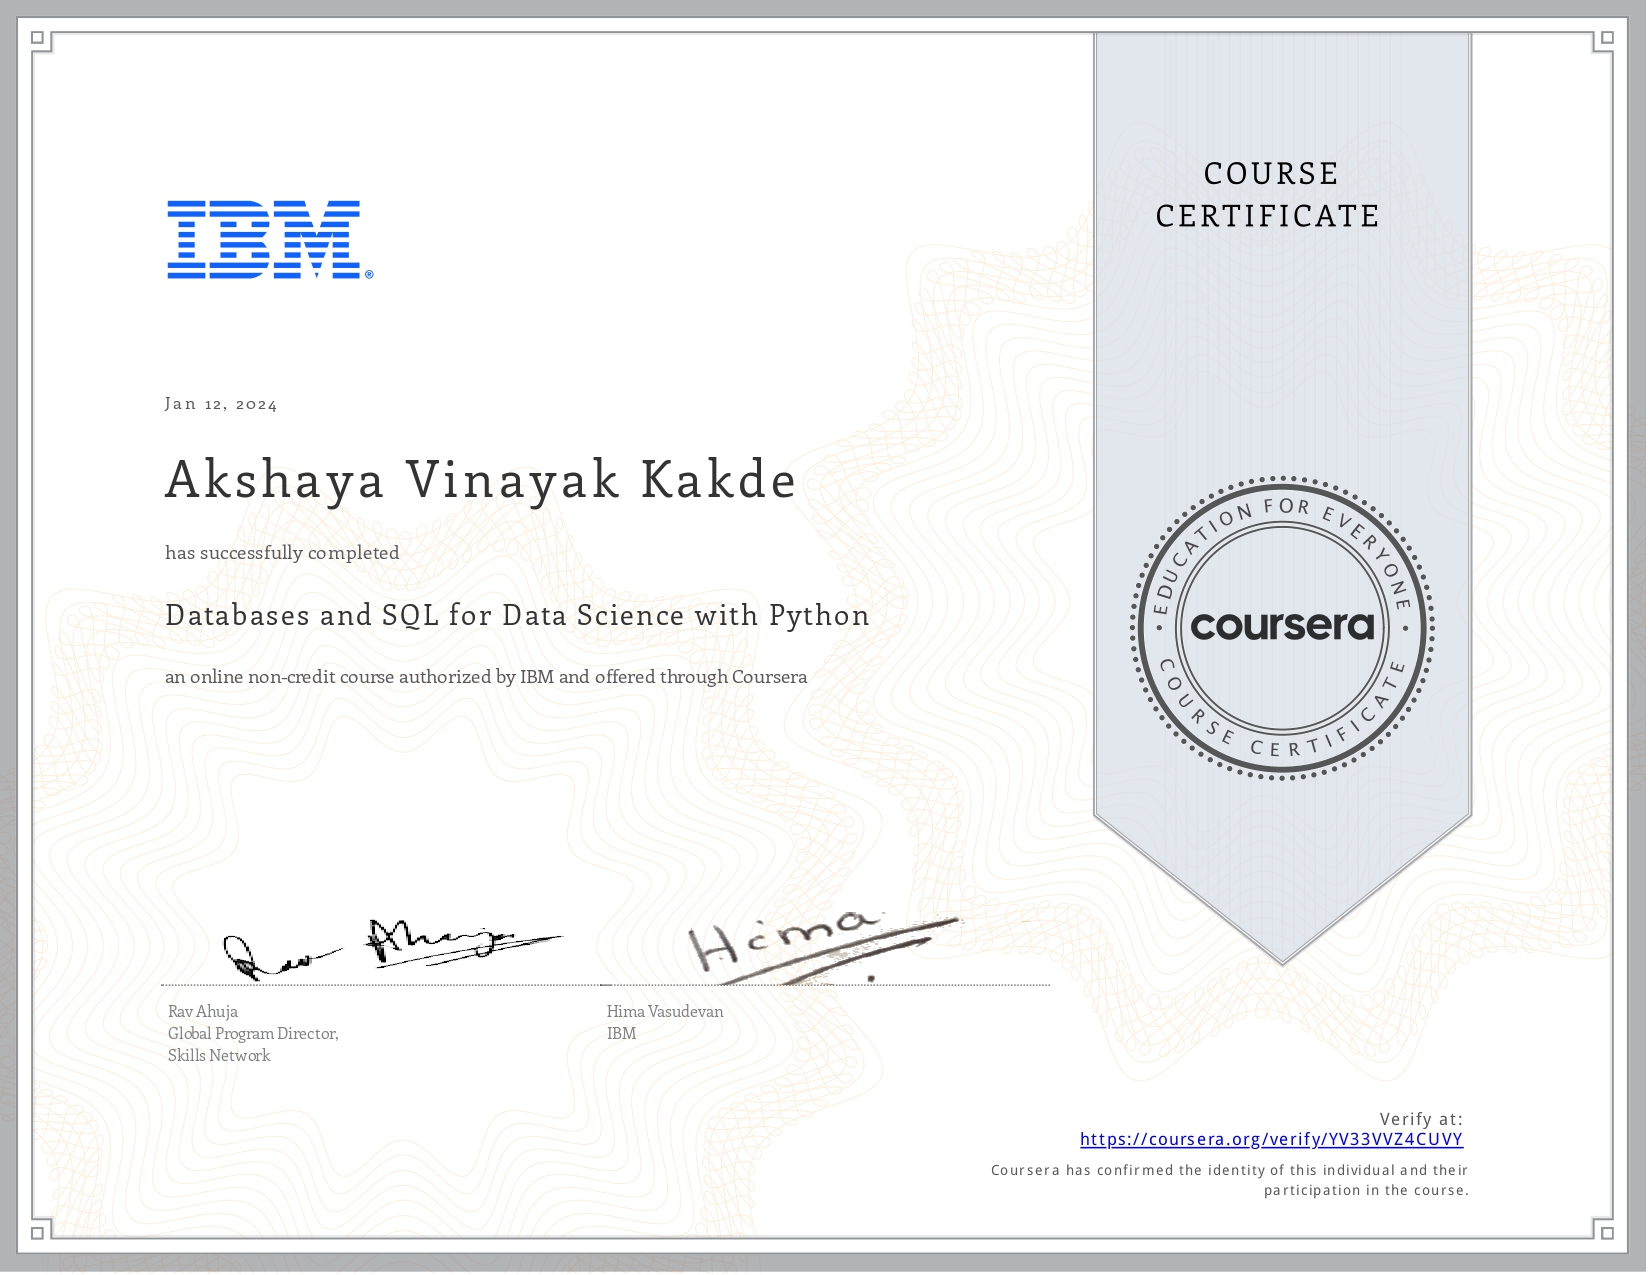 COURSE
CERTIFICATE
IBM®
Jan 12, 2024
Akshaya Vinayak Kakde
has successfully completed
Databases and SQL for Data Science with Python
an online non-credit course authorized by IBM and offered through Coursera
EDUCATION FOR EVERYONE
coursera
COURSE CERTIFICATE
Hima
Rav Ahuja
Global Program Director,
Skills Network
Hima Vasudevan
IBM
Verify at:
https://coursera.org/verify/YV33VVZ4CUVY
Coursera has confirmed the identity of this individual and their
participation in the course.